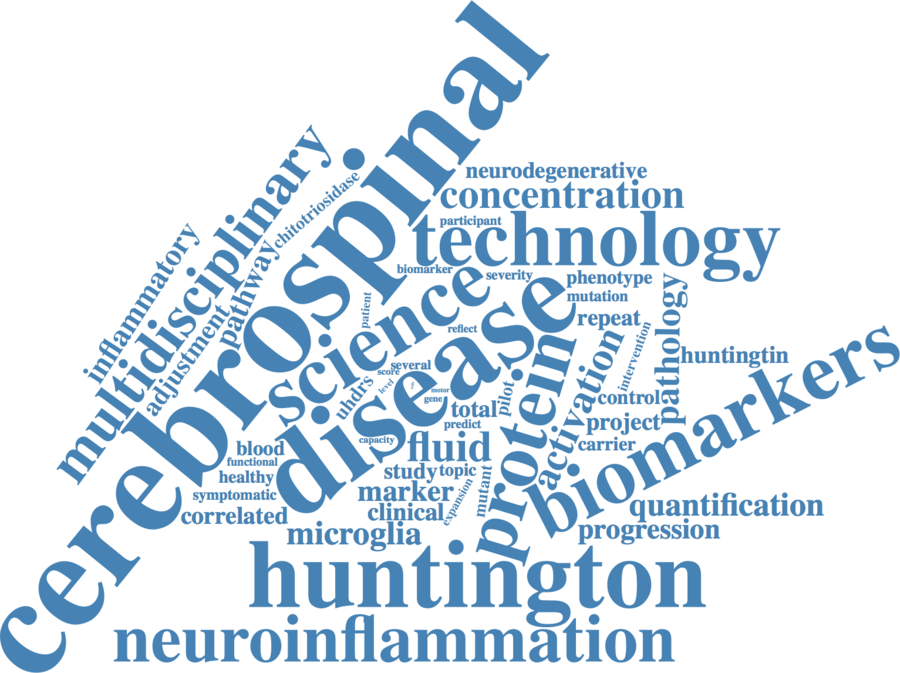 cerebrospinal
multidisciplinary
inflammatory
chitotriosidase
pathway
adjustment
neurodegenerative
concentration
participant
technology
biomarker
severity
phenotype
mutation
science
disease
patient
reflect
repeat
pathology
intervention
huntingtin
several
score
level
uhdrs
motor
gene
pilot
control
protein
activation
biomarkers
total
predict
project
carrier
capacity
fluid
blood
functional
healthy
symptomatic
correlated
study
topic
marker
expansion
mutant
clinical
microglia
quantification
progression
huntington
neuroinflammation